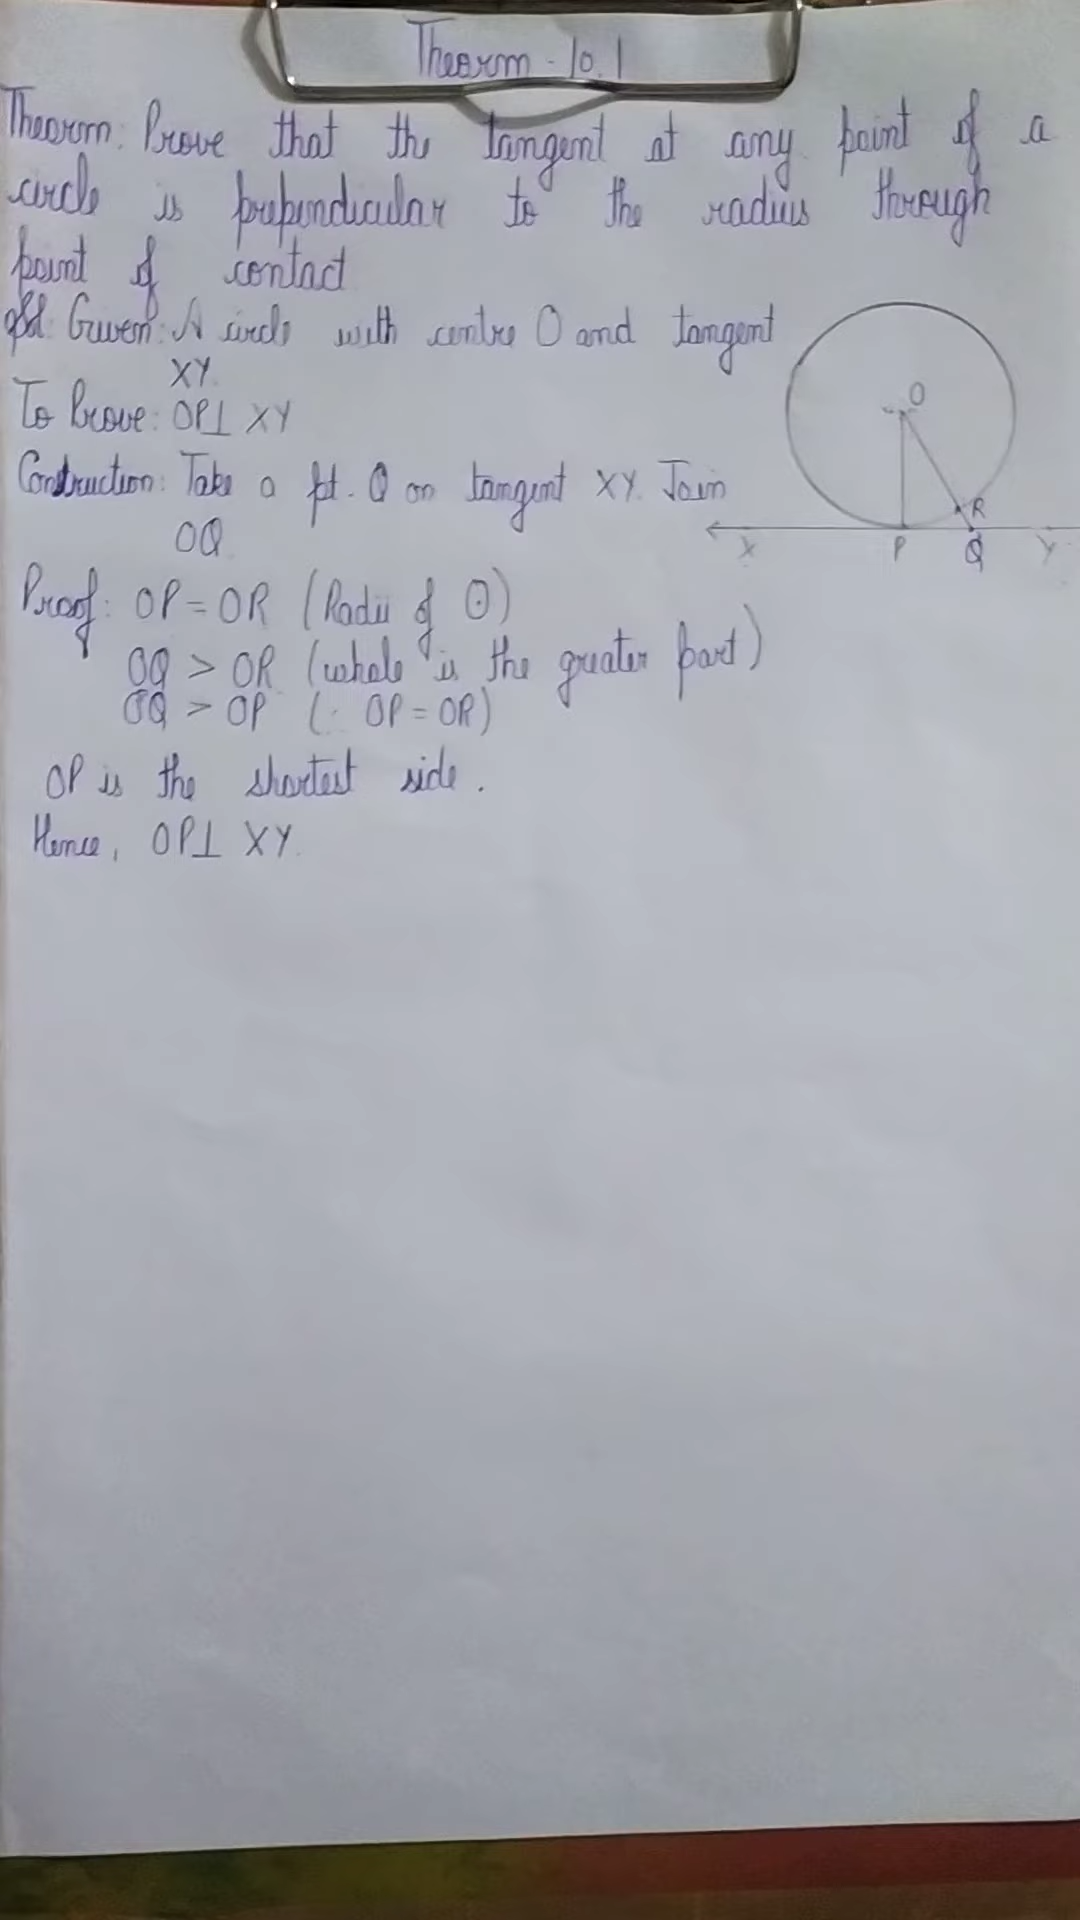 Theorm - 10.1
Theorm: Prove that the tangent at any point of a
circle is prependicular to the radius through
point of contact
Given: A circle with centre O and tangent
XY.
To Prove: OP⊥ XY
Construction: Take a pt. Q on tangent XY. Join
OQ
Proof: OP = OR (Radii of ⊙)
OQ > OR (whole is the greater part)
OQ > OP (∵ OP = OR)
OP is the shortest side.
Hence, OP⊥ XY.
O
R
X P Q Y